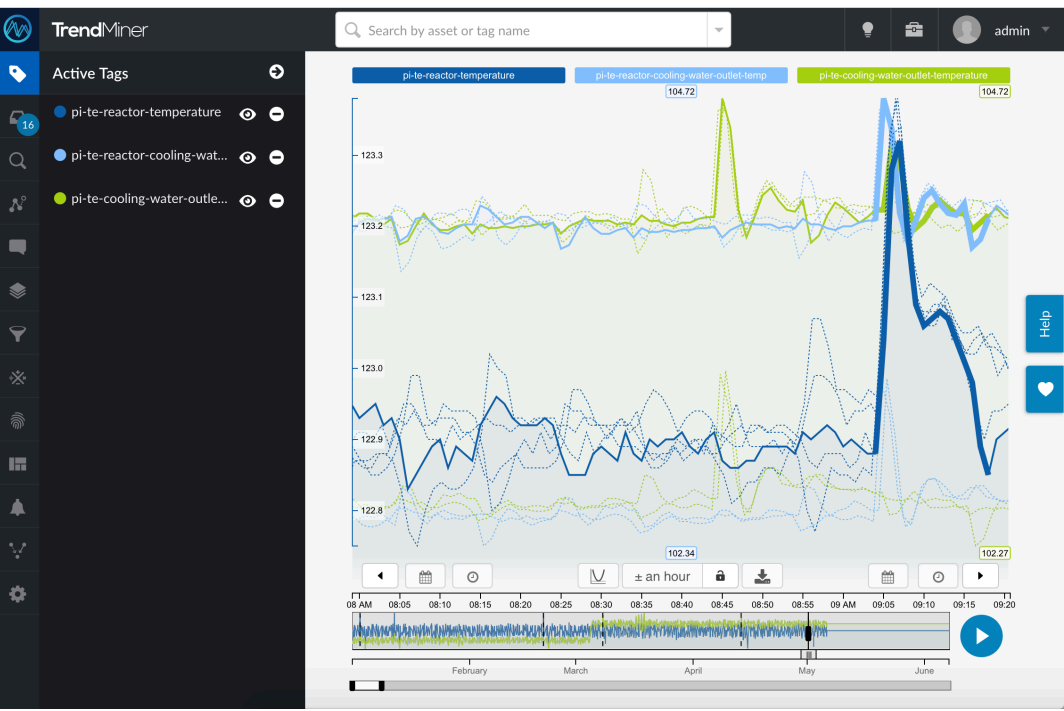 TrendMiner
Search by asset or tag name
admin
Active Tags
pi-te-reactor-temperature
pi-te-reactor-cooling-wat...
pi-te-cooling-water-outle...
16
pi-te-reactor-temperature
pi-te-reactor-cooling-water-outlet-temp
pi-te-cooling-water-outlet-temperature
104.72
104.72
123.3
123.2
123.1
123.0
122.9
122.8
102.34
102.27
Help
± an hour
08 AM 08:05 08:10 08:15 08:20 08:25 08:30 08:35 08:40 08:45 08:50 08:55 09 AM 09:05 09:10 09:15 09:20
February March April May June